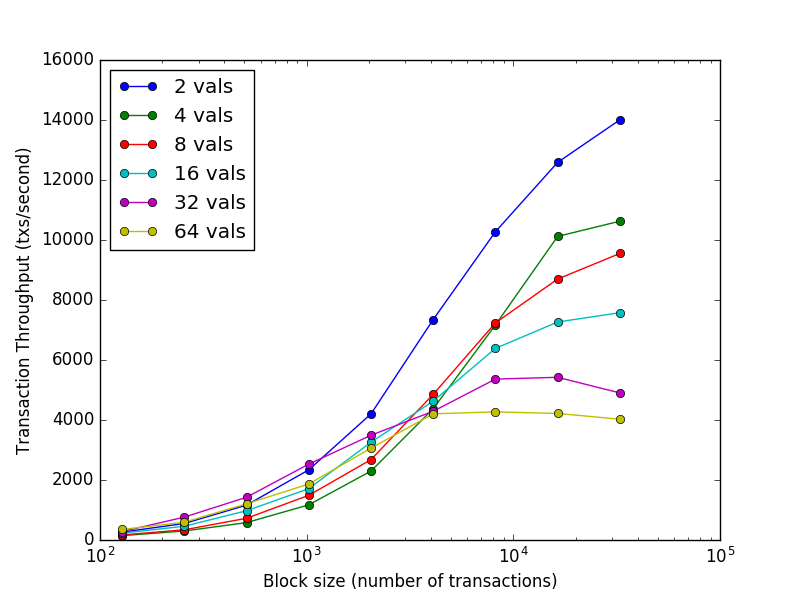 16000
14000
12000
10000
8000
6000
4000
2000
0
Transaction Throughput (txs/second)
2 vals
4 vals
8 vals
16 vals
32 vals
64 vals
10²
10³
10⁴
10⁵
Block size (number of transactions)